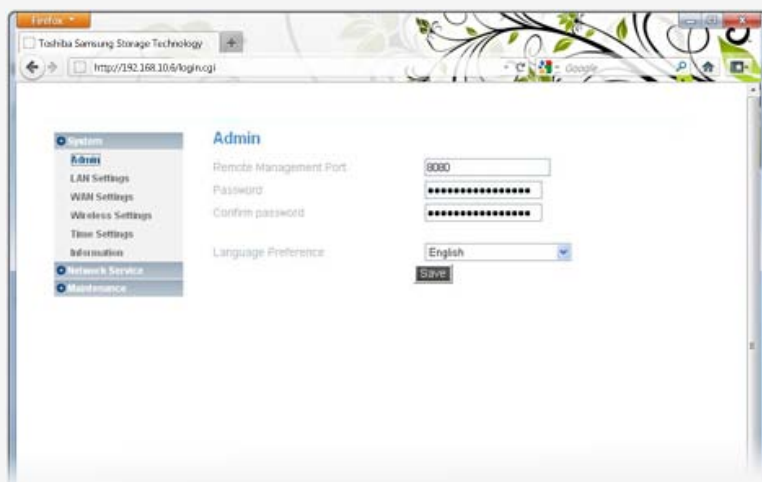 Firefox
Toshiba Samsung Storage Technology
http://192.168.10.6/login.cgi
Google
System
Admin
LAN Settings
WAN Settings
Wireless Settings
Time Settings
Information
Network Service
Maintenance
Admin
Remote Management Port
8080
Password
••••••••••••••••
Confirm password
••••••••••••••••
Language Preference
English
Save